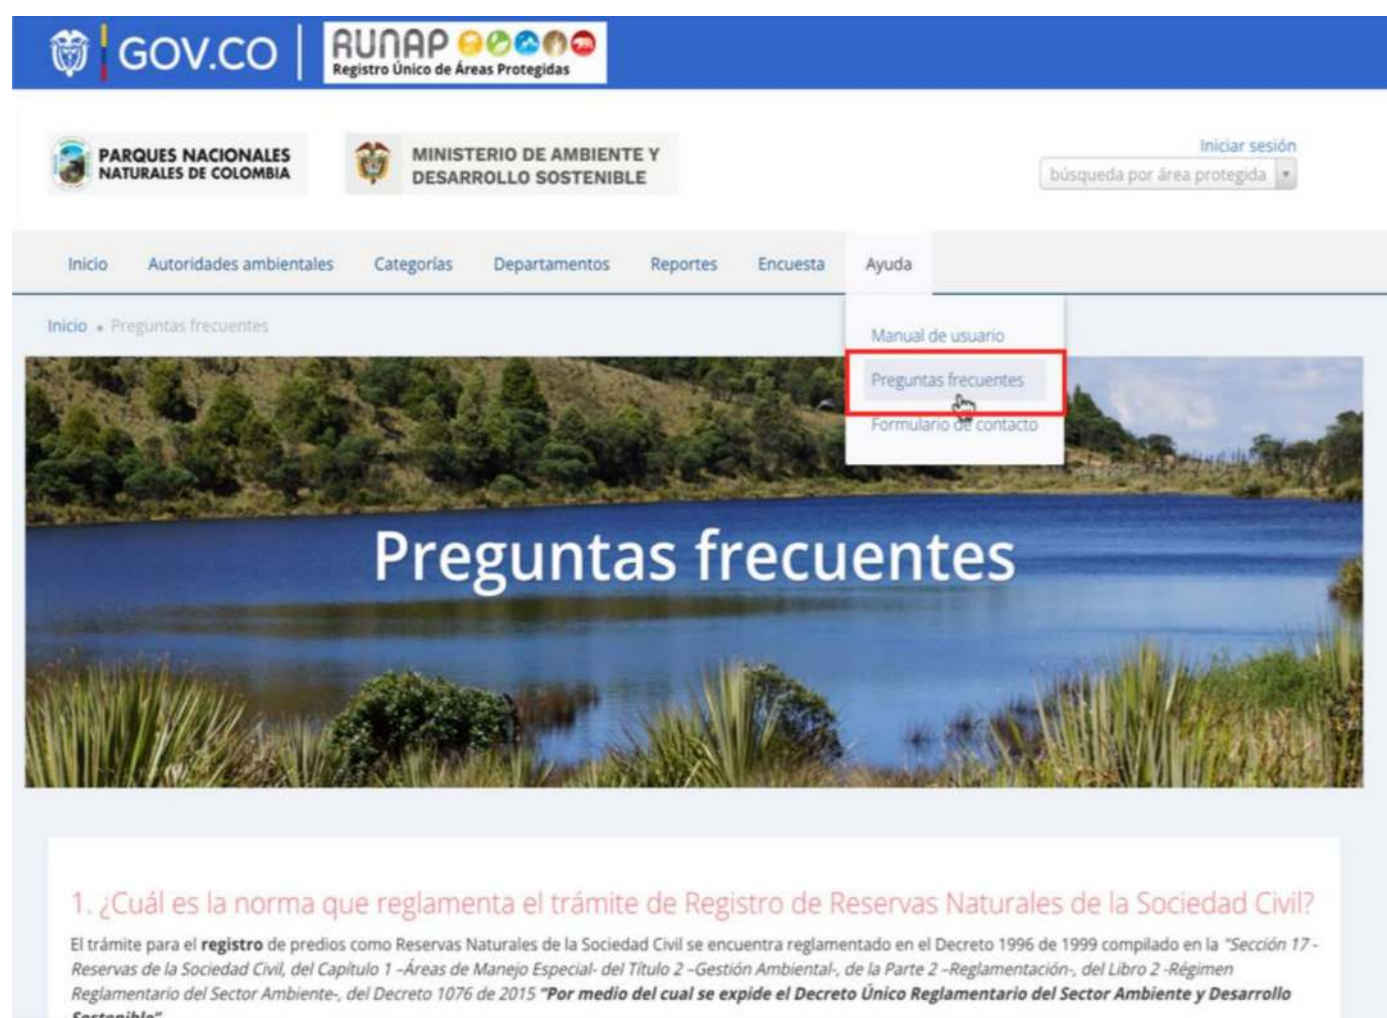 GOV.CO
RUNAP
Registro Único de Áreas Protegidas
PARQUES NACIONALES
NATURALES DE COLOMBIA
MINISTERIO DE AMBIENTE Y
DESARROLLO SOSTENIBLE
Iniciar sesión
búsqueda por área protegida
Inicio Autoridades ambientales Categorías Departamentos Reportes Encuesta Ayuda
Inicio • Preguntas frecuentes
Manual de usuario
Preguntas frecuentes
Formulario de contacto
Preguntas frecuentes
1. ¿Cuál es la norma que reglamenta el trámite de Registro de Reservas Naturales de la Sociedad Civil?
El trámite para el registro de predios como Reservas Naturales de la Sociedad Civil se encuentra reglamentado en el Decreto 1996 de 1999 compilado en la "Sección 17 -
Reservas de la Sociedad Civil, del Capítulo 1 –Áreas de Manejo Especial- del Título 2 –Gestión Ambiental-, de la Parte 2 –Reglamentación-, del Libro 2 -Régimen
Reglamentario del Sector Ambiente-, del Decreto 1076 de 2015 "Por medio del cual se expide el Decreto Único Reglamentario del Sector Ambiente y Desarrollo
Sostenible"